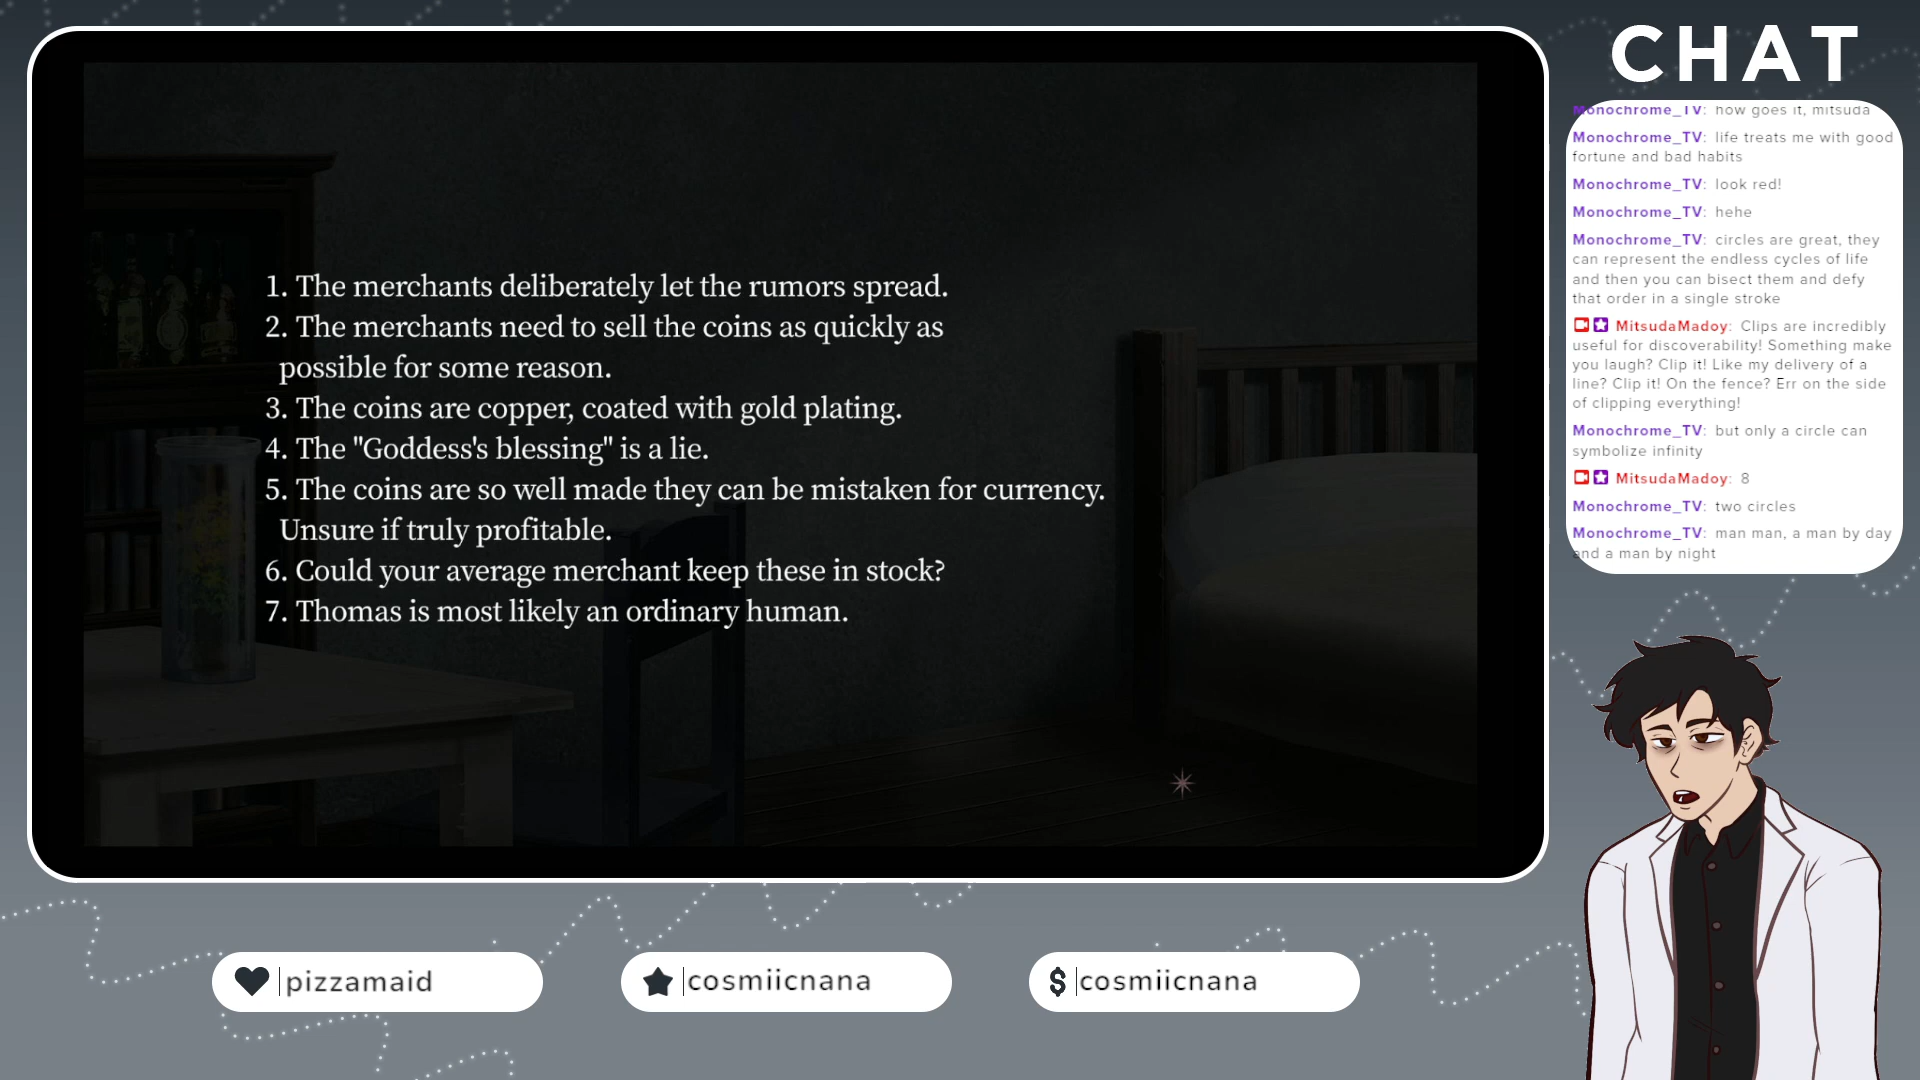 1. The merchants deliberately let the rumors spread.
2. The merchants need to sell the coins as quickly as
possible for some reason.
3. The coins are copper, coated with gold plating.
4. The "Goddess's blessing" is a lie.
5. The coins are so well made they can be mistaken for currency.
Unsure if truly profitable.
6. Could your average merchant keep these in stock?
7. Thomas is most likely an ordinary human.
CHAT
Monochrome_TV: how goes it, mitsuda
Monochrome_TV: life treats me with good
fortune and bad habits
Monochrome_TV: look red!
Monochrome_TV: hehe
Monochrome_TV: circles are great, they
can represent the endless cycles of life
and then you can bisect them and defy
that order in a single stroke
MitsudaMadoy: Clips are incredibly
useful for discoverability! Something make
you laugh? Clip it! Like my delivery of a
line? Clip it! On the fence? Err on the side
of clipping everything!
Monochrome_TV: but only a circle can
symbolize infinity
MitsudaMadoy: 8
Monochrome_TV: two circles
Monochrome_TV: man man, a man by day
and a man by night
pizzamaid
cosmiicnana
$ cosmiicnana